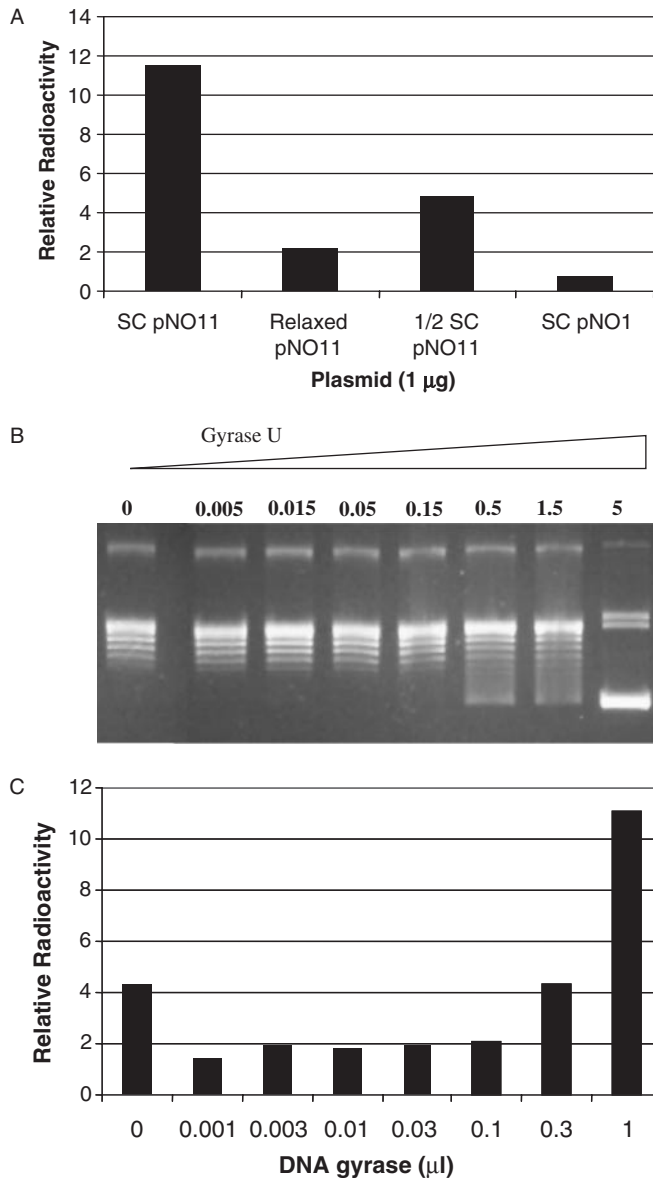 A
14
12
10
8
6
4
2
0
Relative Radioactivity
SC pNO11
Relaxed pNO11
1/2 SC pNO11
SC pNO1
Plasmid (1 μg)
B
Gyrase U
0 0.005 0.015 0.05 0.15 0.5 1.5 5
C
12
10
8
6
4
2
0
Relative Radioactivity
0 0.001 0.003 0.01 0.03 0.1 0.3 1
DNA gyrase (μl)